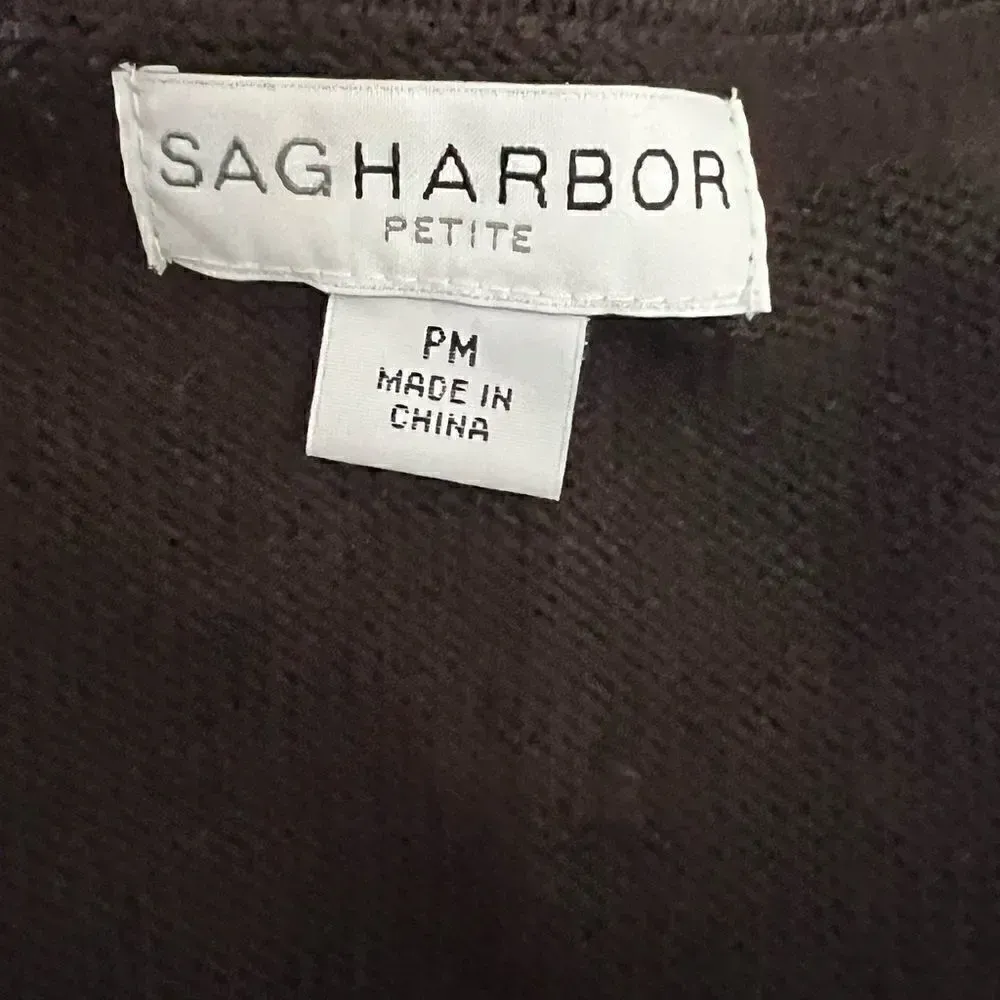 SAGHARBOR
PETITE
PM
MADE IN
CHINA